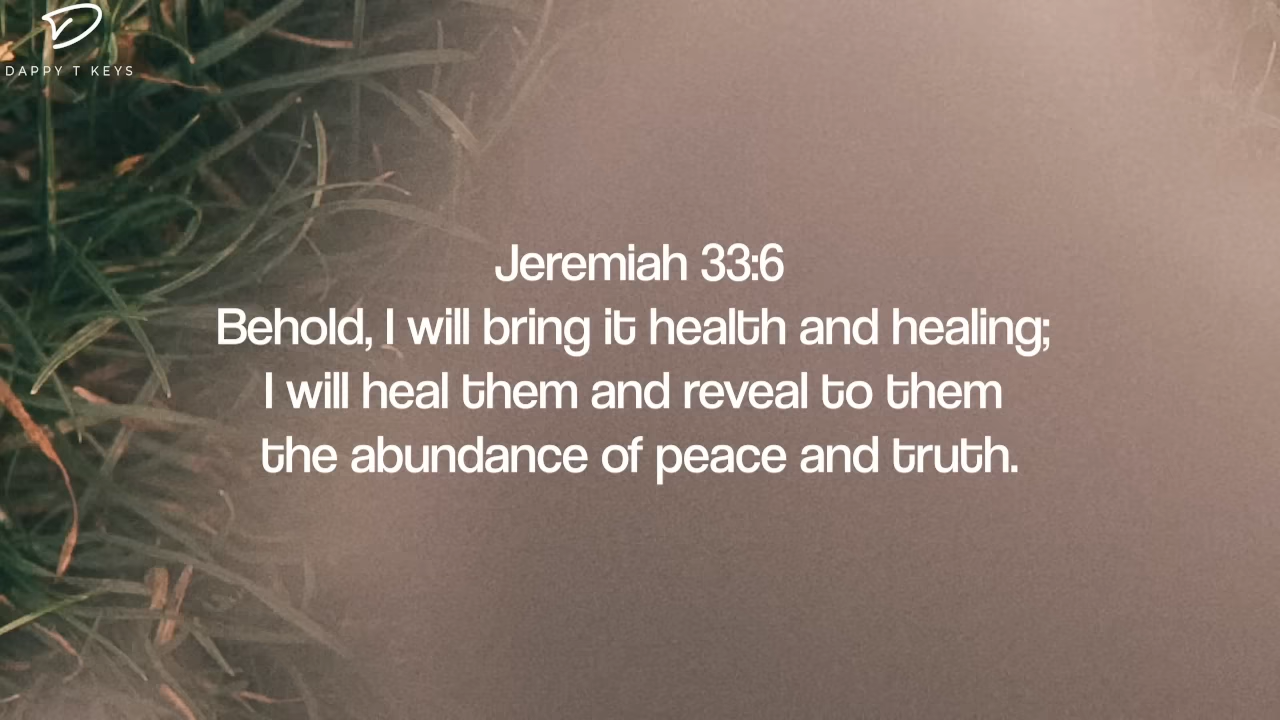 DAPPY T KEYS
Jeremiah 33:6
Behold, I will bring it health and healing;
I will heal them and reveal to them
the abundance of peace and truth.